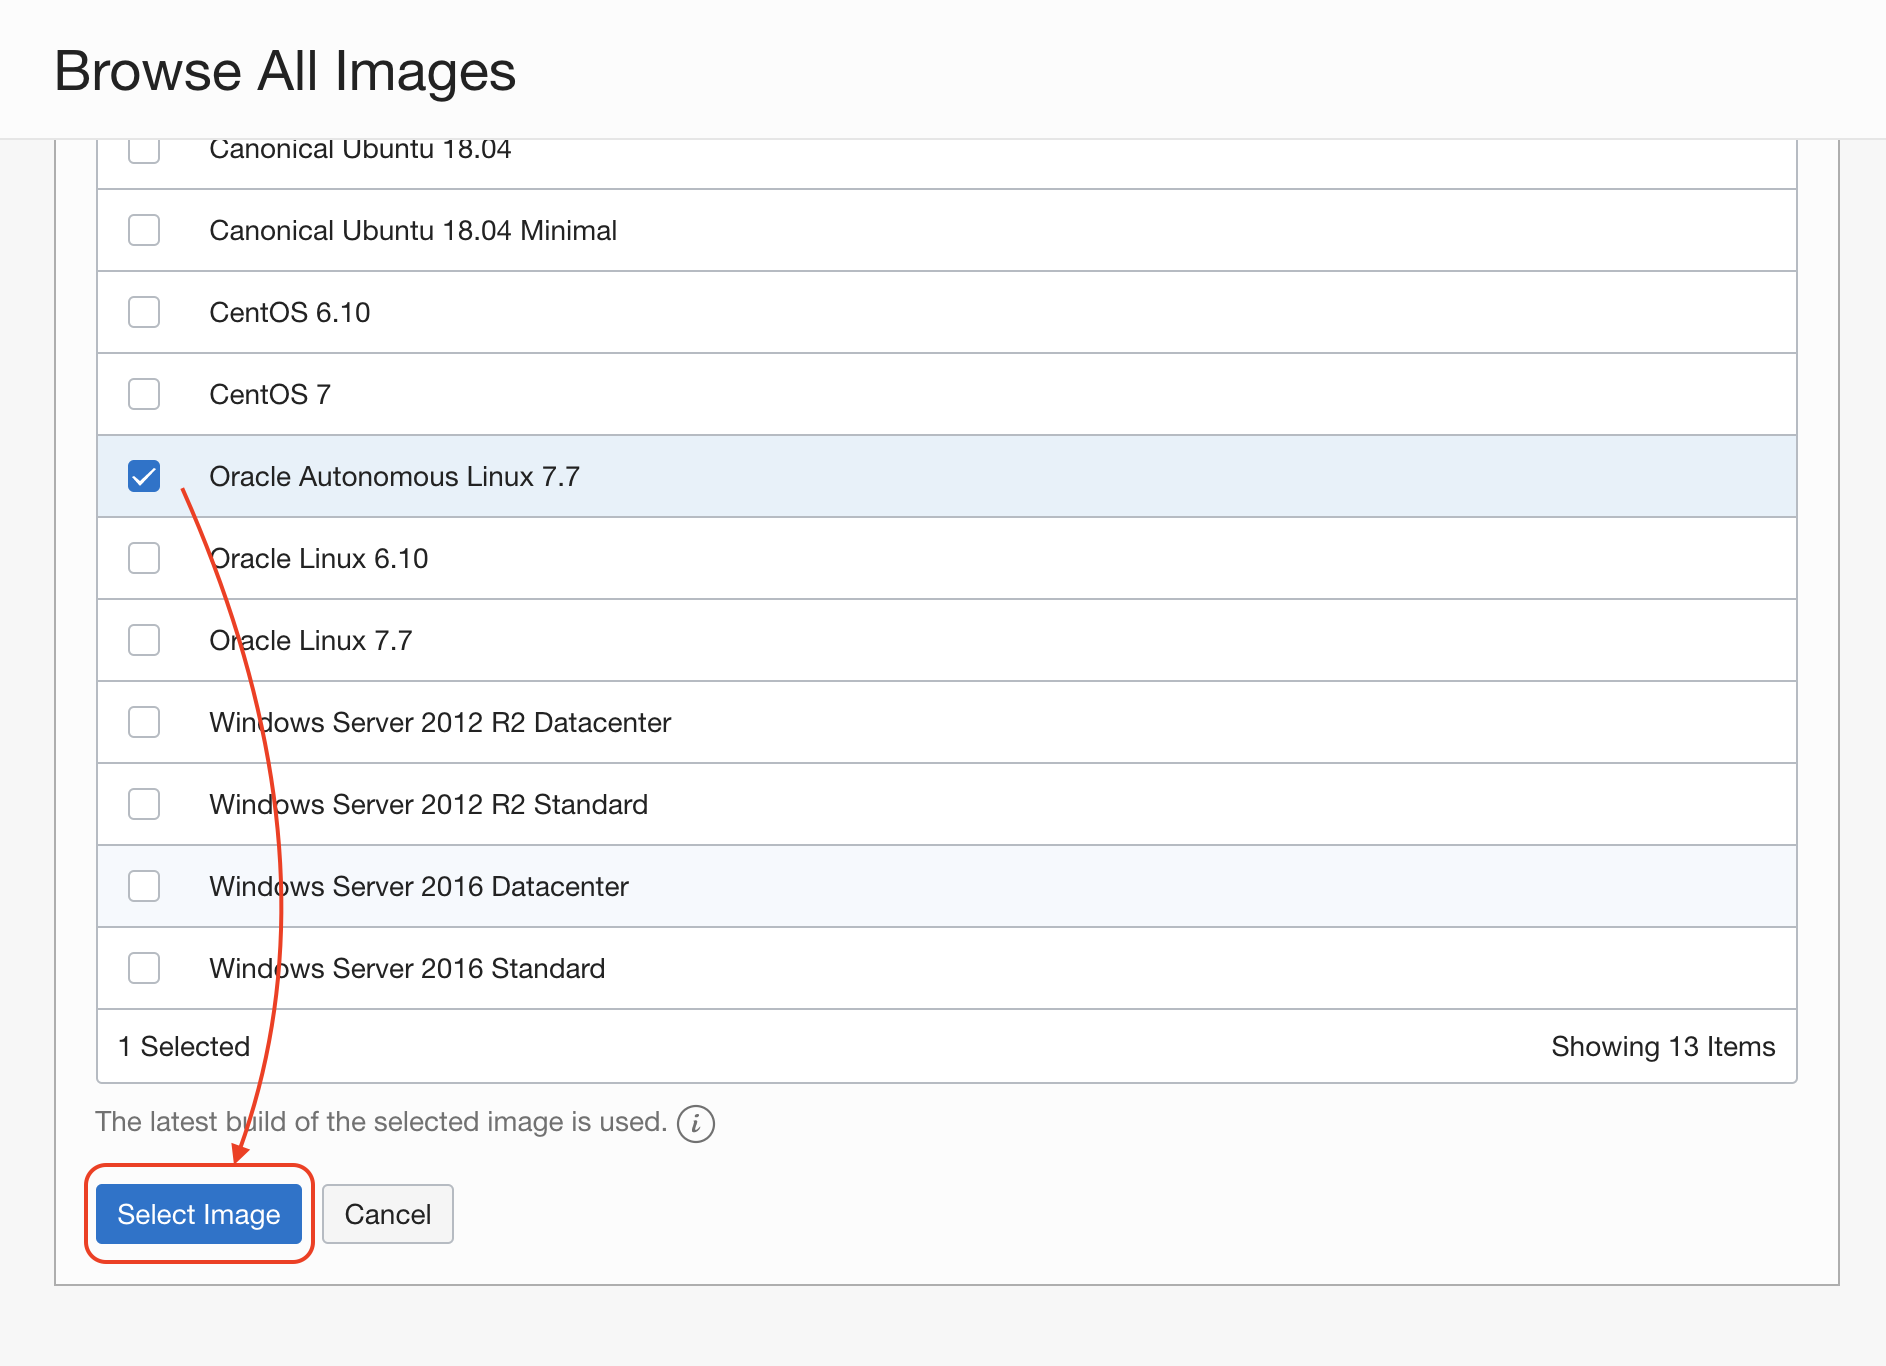 Browse All Images
Canonical Ubuntu 18.04
Canonical Ubuntu 18.04 Minimal
CentOS 6.10
CentOS 7
Oracle Autonomous Linux 7.7
Oracle Linux 6.10
Oracle Linux 7.7
Windows Server 2012 R2 Datacenter
Windows Server 2012 R2 Standard
Windows Server 2016 Datacenter
Windows Server 2016 Standard
1 Selected Showing 13 Items
The latest build of the selected image is used. i
Select Image Cancel